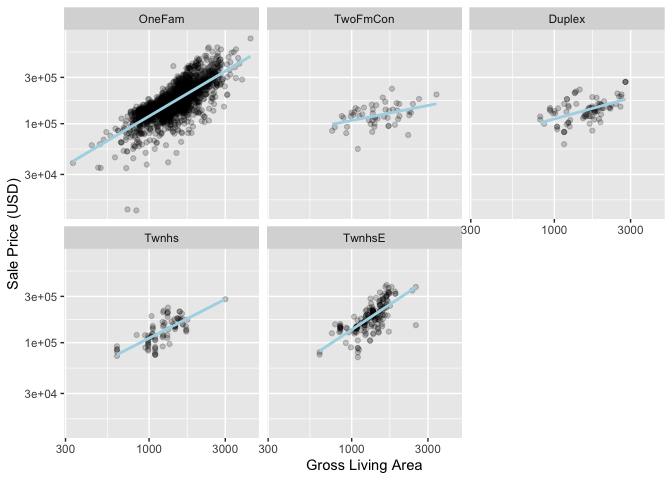 OneFam TwoFmCon Duplex
3e+05
1e+05
3e+04
300 1000 3000
Twnhs TwnhsE
3e+05
1e+05
3e+04
300 1000 3000 300 1000 3000
Gross Living Area
Sale Price (USD)